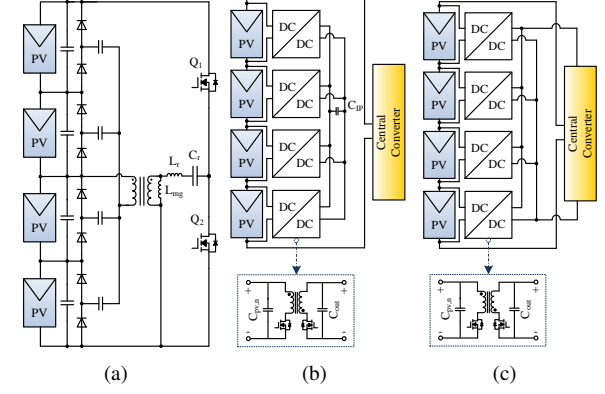 PV
PV
PV
PV
Q1
Q2
Lr
Cr
Lmg
(a)
PV
DC
DC
PV
DC
DC
PV
DC
DC
PV
DC
DC
CIP
Central
Converter
+
+
Cpv,n
Cout
-
-
(b)
PV
DC
DC
PV
DC
DC
PV
DC
DC
PV
DC
DC
Central
Converter
+
+
Cpv,n
Cout
-
-
(c)